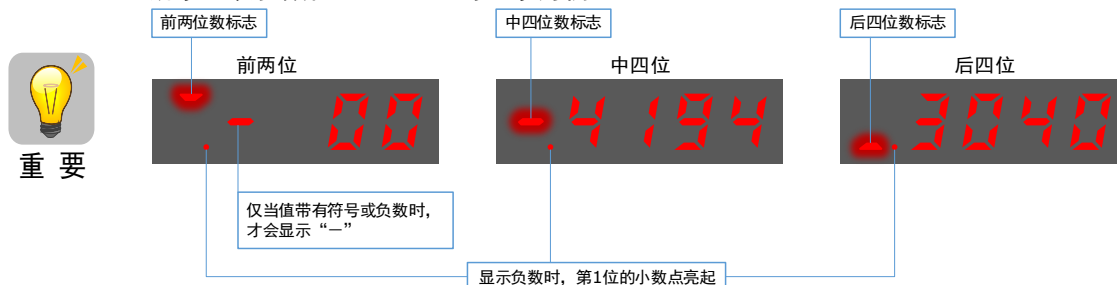 前两位数标志
中四位数标志
后四位数标志
前两位
中四位
后四位
- 00
4194
3040
重 要
仅当值带有符号或负数时,
才会显示“—”
显示负数时, 第1位的小数点亮起